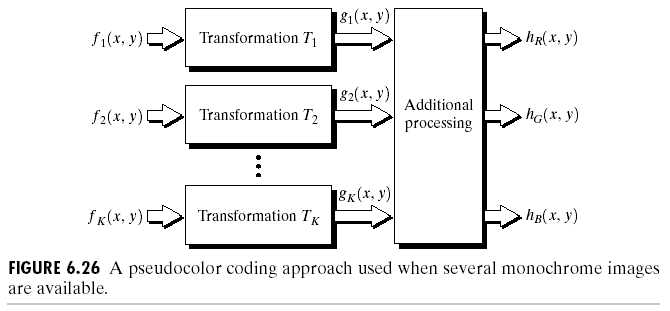 f1(x, y) Transformation T1 g1(x, y) hR(x, y)
f2(x, y) Transformation T2 g2(x, y) Additional processing hG(x, y)
fK(x, y) Transformation TK gK(x, y) hB(x, y)
FIGURE 6.26 A pseudocolor coding approach used when several monochrome images
are available.